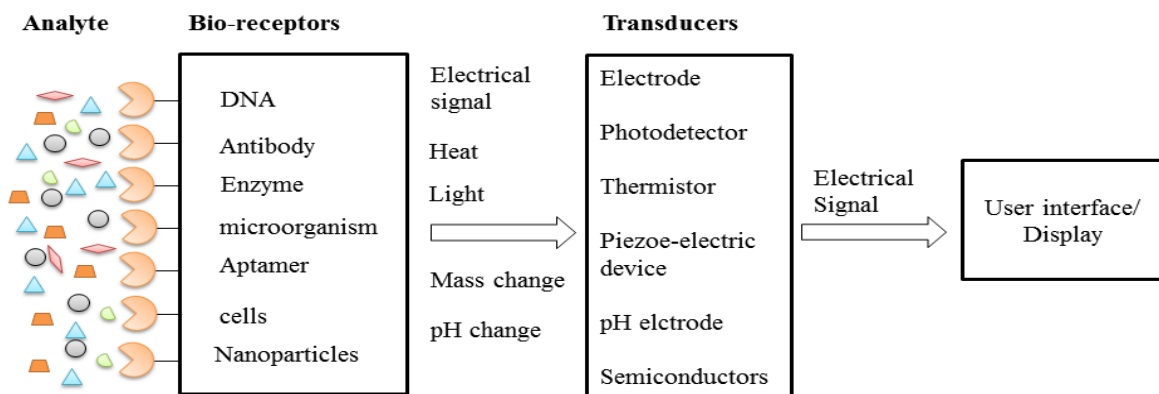 Analyte
Bio-receptors
Transducers
DNA
Antibody
Enzyme
microorganism
Aptamer
cells
Nanoparticles
Electrical
signal
Heat
Light
Mass change
pH change
Electrode
Photodetector
Thermistor
Piezoe-electric
device
pH elctrode
Semiconductors
Electrical
Signal
User interface/
Display